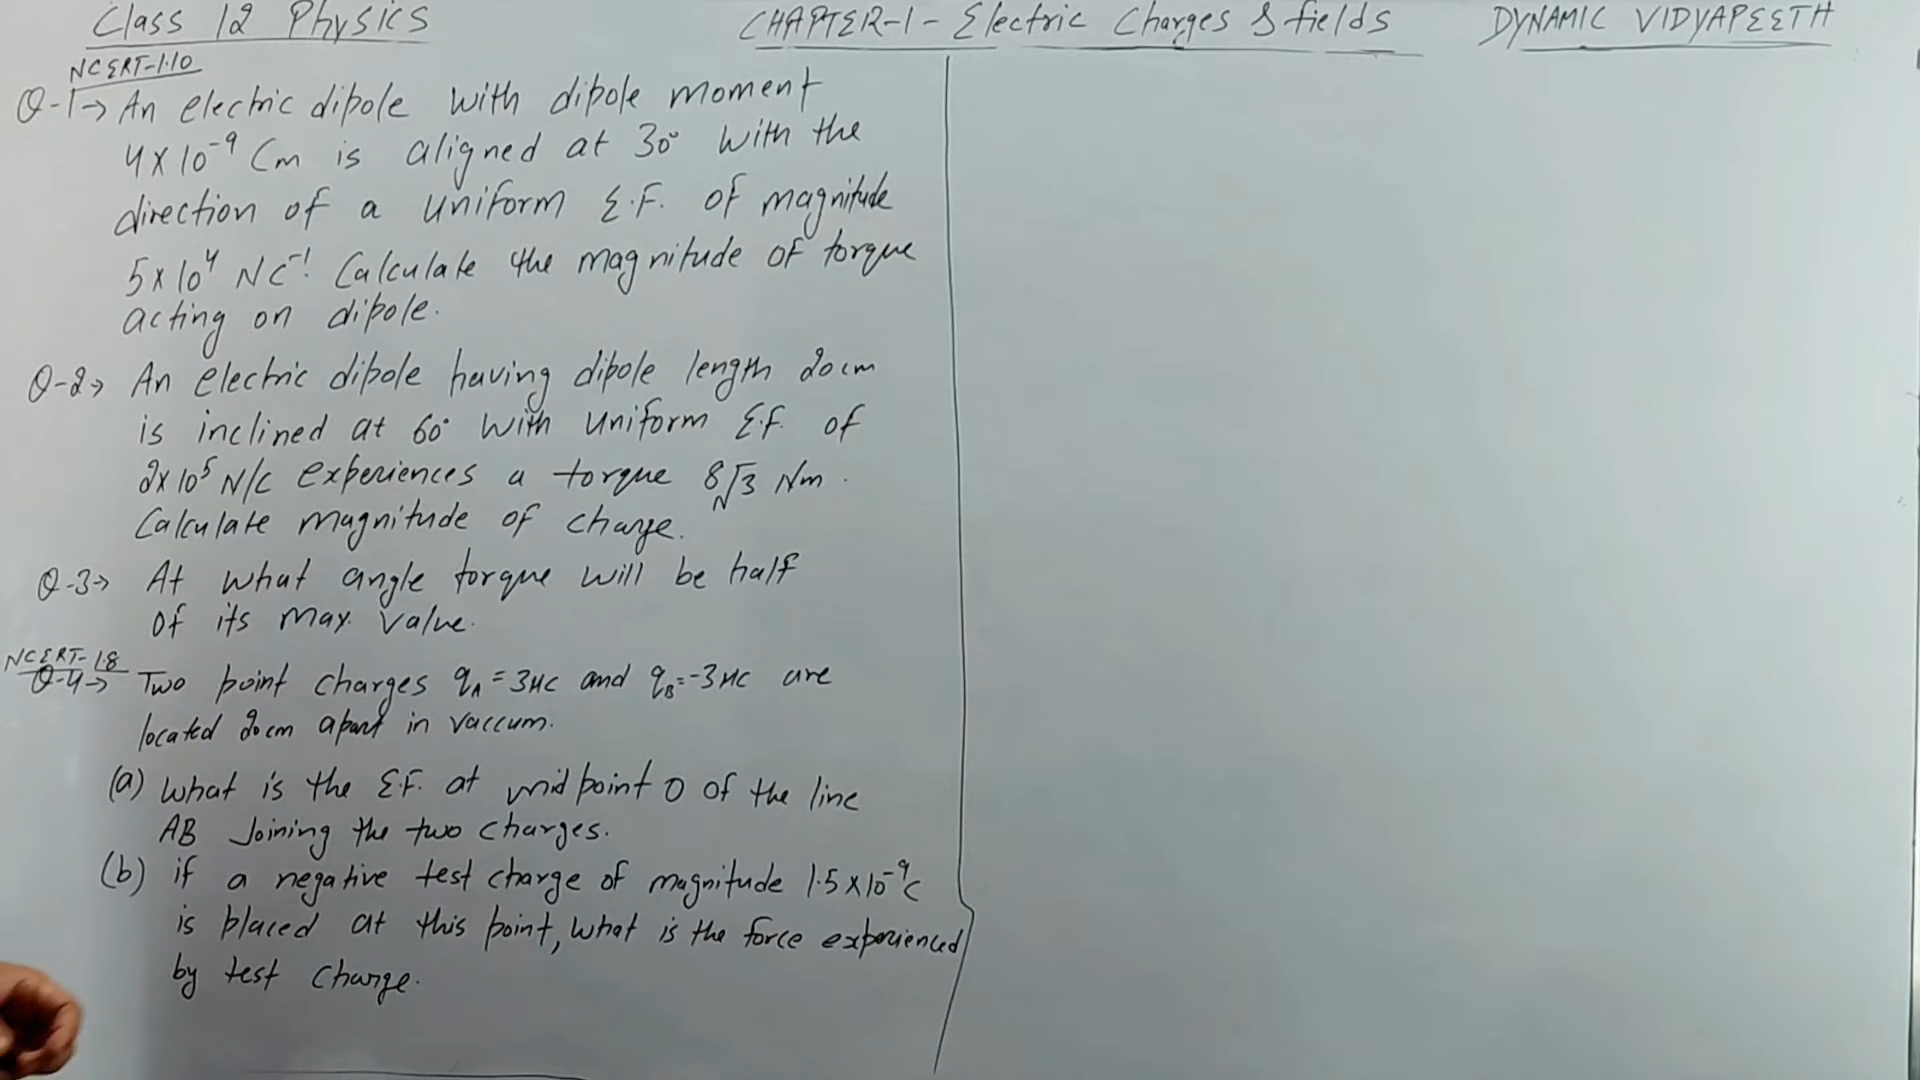 Class 12 Physics
CHAPTER-1- Electric Charges & fields
DYNAMIC VIDYAPEETH
NCERT-1.10
Q-1→ An electric dipole with dipole moment
4×10⁻⁹ Cm is aligned at 30° with the
direction of a uniform E.F. of magnitude
5×10⁴ NC⁻¹. Calculate the magnitude of torque
acting on dipole.
Q-2→ An electric dipole having dipole length 20cm
is inclined at 60° with uniform E.F. of
2×10⁵ N/C experiences a torque 8√3 Nm.
Calculate magnitude of charge.
Q-3→ At what angle torque will be half
of its max. value.
NCERT-1.8
Q-4→ Two point charges qA = 3μC and qB = -3μC are
located 20cm apart in vaccum.
(a) What is the E.F. at midpoint O of the line
AB Joining the two charges.
(b) if a negative test charge of magnitude 1.5×10⁻⁹C
is placed at this point, what is the force experienced
by test charge.